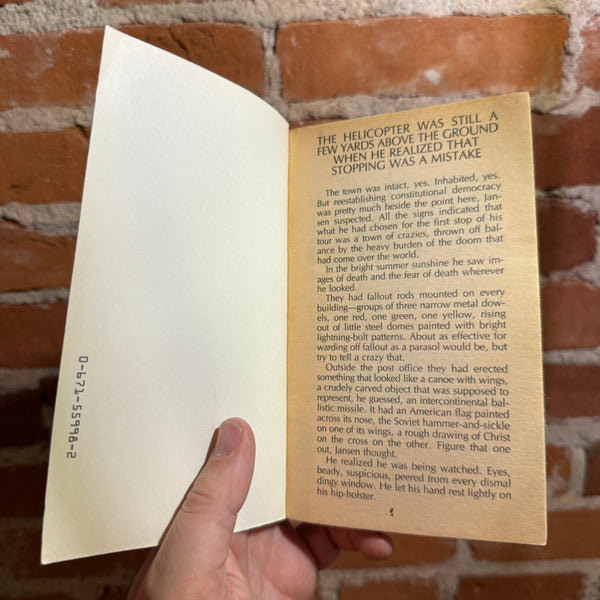 0-671-55998-2
THE HELICOPTER WAS STILL A
FEW YARDS ABOVE THE GROUND
WHEN HE REALIZED THAT
STOPPING WAS A MISTAKE
The town was intact, yes. Inhabited, yes.
But reestablishing constitutional democracy
was pretty much beside the point here, Jan-
sen suspected. All the signs indicated that
what he had chosen for the first stop of his
tour was a town of crazies, thrown off bal-
ance by the heavy burden of the doom that
had come over the world.
In the bright summer sunshine he saw im-
ages of death and the fear of death wherever
he looked.
They had fallout rods mounted on every
building—groups of three narrow metal dow-
els, one red, one green, one yellow, rising
out of little steel domes painted with bright
lightning-bolt patterns. About as effective for
warding off fallout as a parasol would be, but
try to tell a crazy that.
Outside the post office they had erected
something that looked like a canoe with wings,
a crudely carved object that was supposed to
represent, he guessed, an intercontinental bal-
listic missile. It had an American flag painted
across its nose, the Soviet hammer-and-sickle
on one of its wings, a rough drawing of Christ
on the cross on the other. Figure that one
out, Jansen thought.
He realized he was being watched. Eyes,
beady, suspicious, peered from every dismal
dingy window. He let his hand rest lightly on
his hip-holster.